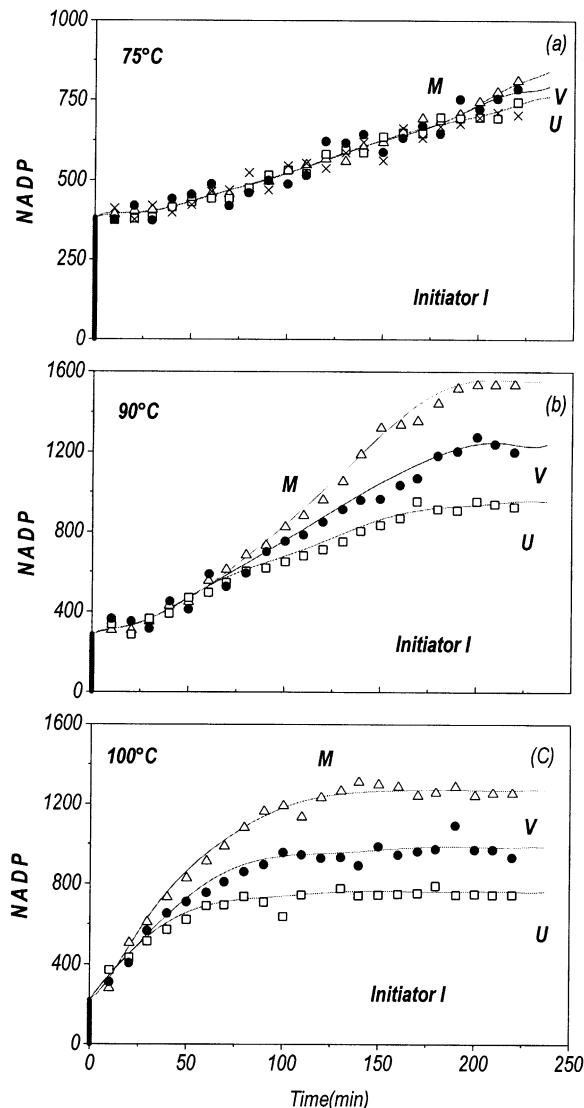 1000
75°C
(a)
M
750
V
U
NADP
500
250
Initiator I
0
1600
90°C
(b)
1200
M
V
NADP
800
U
400
Initiator I
0
1600
100°C
M
(C)
1200
V
NADP
800
U
400
Initiator I
0
0 50 100 150 200 250
Time(min)